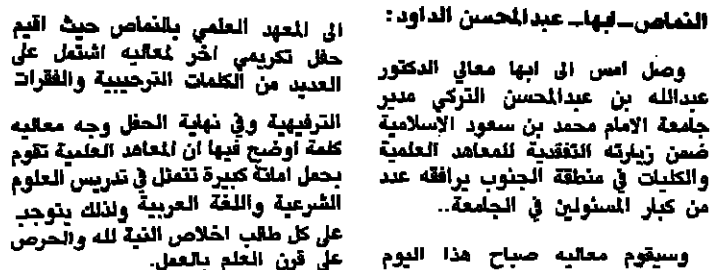 النماص ـ ابها ـ عبدالمحسن الداود :
وصل امس الى ابها معالي الدكتور
عبدالله بن عبدالمحسن التركي مدير
جامعة الامام محمد بن سعود الإسلامية
ضمن زيارته التفقدية للمعاهد العلمية
والكليات في منطقة الجنوب يرافقه عدد
من كبار المسئولين في الجامعة..
وسيقوم معاليه صباح هذا اليوم
الى المعهد العلمي بالنماص حيث اقيم
حفل تكريمي اخر لمعاليه اشتمل على
العديد من الكلمات الترحيبية والفقرات
الترفيهية وفي نهاية الحفل وجه معاليه
كلمة اوضح فيها ان المعاهد العلمية تقوم
بحمل امانة كبيرة تتمثل في تدريس العلوم
الشرعية واللغة العربية ولذلك يتوجب
على كل طالب اخلاص النية لله والحرص
على قرن العلم بالعمل.